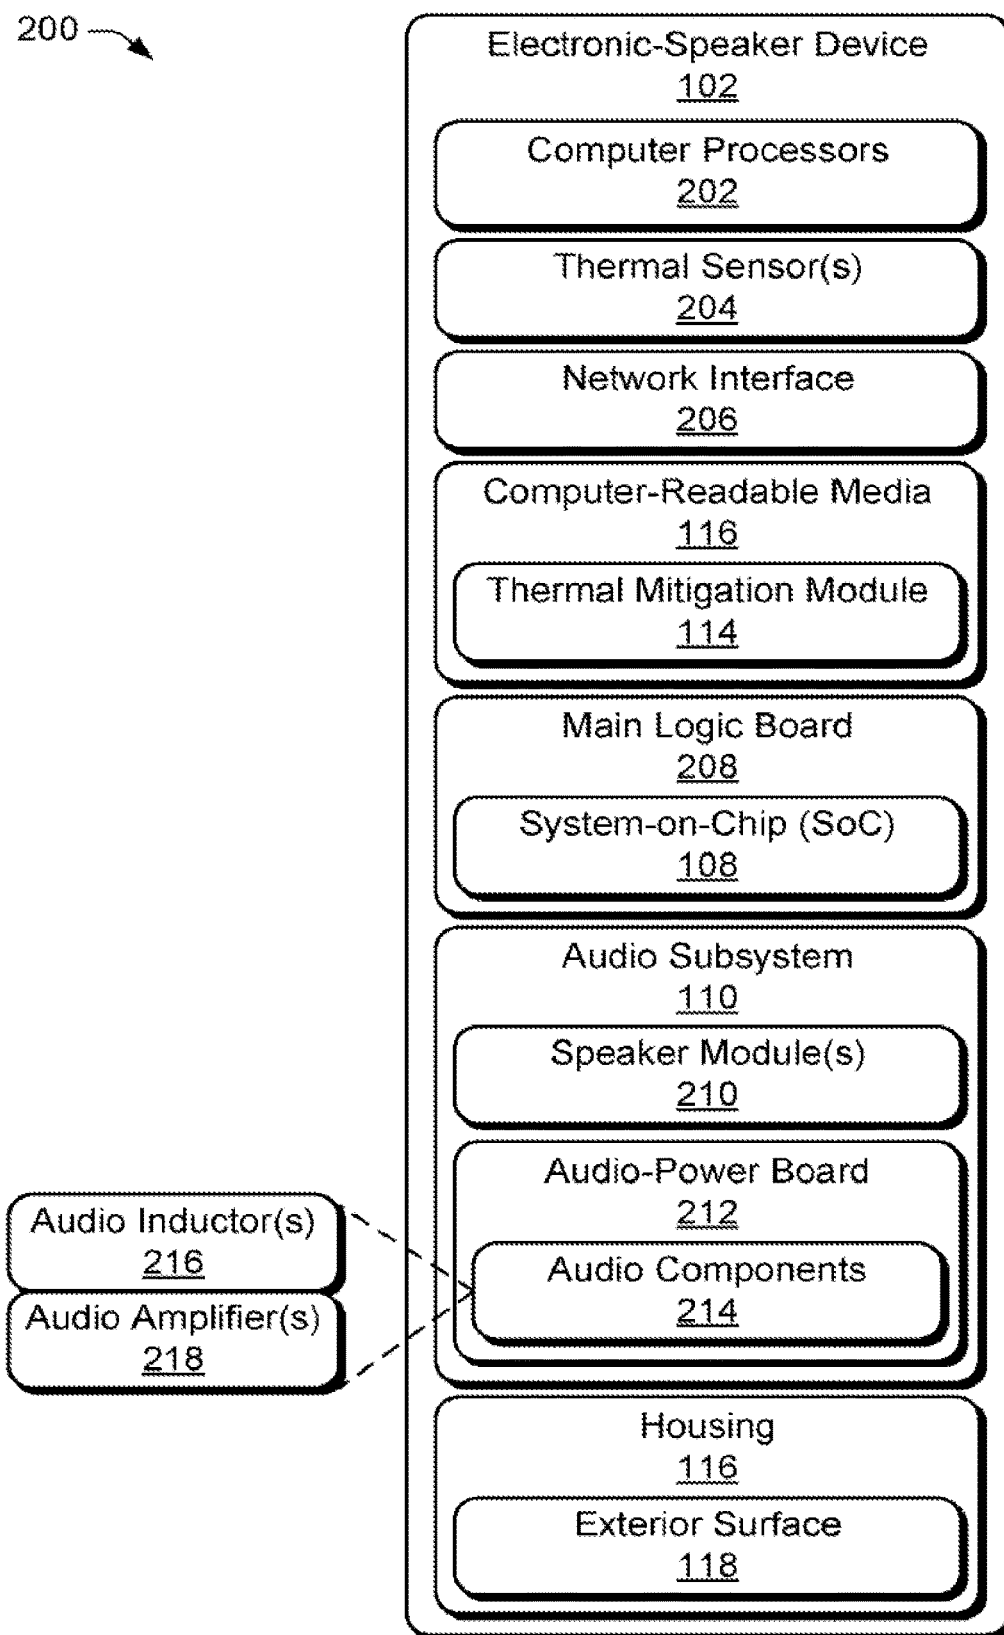 200
Electronic-Speaker Device
102
Computer Processors
202
Thermal Sensor(s)
204
Network Interface
206
Computer-Readable Media
116
Thermal Mitigation Module
114
Main Logic Board
208
System-on-Chip (SoC)
108
Audio Subsystem
110
Speaker Module(s)
210
Audio-Power Board
212
Audio Components
214
Audio Inductor(s)
216
Audio Amplifier(s)
218
Housing
116
Exterior Surface
118